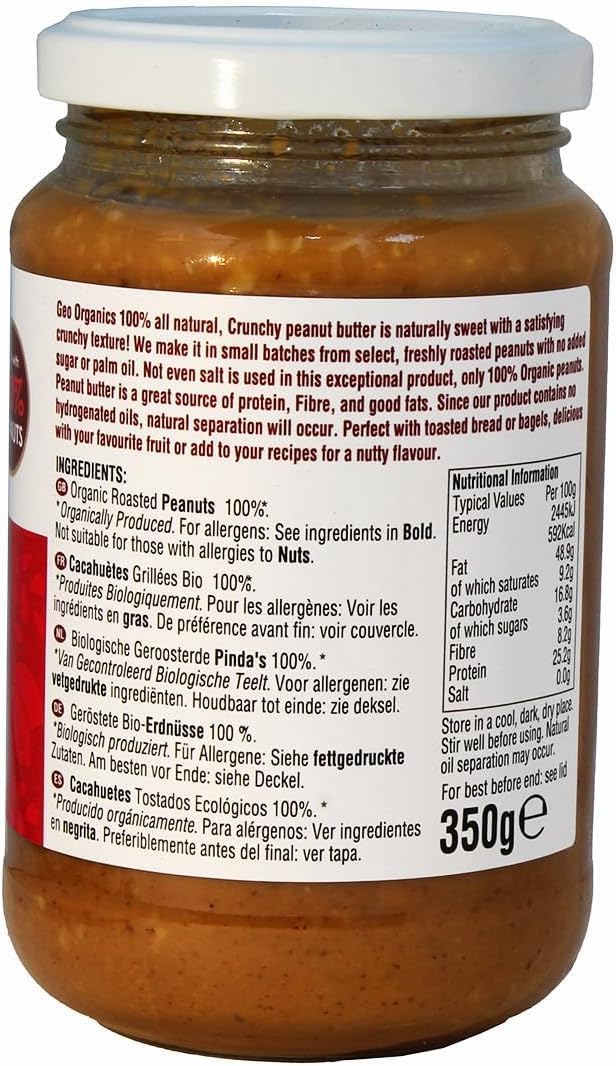 with
%
NUTS
Geo Organics 100% all natural, Crunchy peanut butter is naturally sweet with a satisfying
crunchy texture! We make it in small batches from select, freshly roasted peanuts with no added
sugar or palm oil. Not even salt is used in this exceptional product, only 100% Organic peanuts.
Peanut butter is a great source of protein, Fibre, and good fats. Since our product contains no
hydrogenated oils, natural separation will occur. Perfect with toasted bread or bagels, delicious
with your favourite fruit or add to your recipes for a nutty flavour.
INGREDIENTS:
GB Organic Roasted Peanuts 100%*.
*Organically Produced. For allergens: See ingredients in Bold.
Not suitable for those with allergies to Nuts.
FR Cacahuètes Grillées Bio 100%.
*Produites Biologiquement. Pour les allergènes: Voir les
ingrédients en gras. De préférence avant fin: voir couvercle.
NL Biologische Geroosterde Pinda's 100%. *
*Van Gecontroleerd Biologische Teelt. Voor allergenen: zie
vetgedrukte ingrediënten. Houdbaar tot einde: zie deksel.
DE Geröstete Bio-Erdnüsse 100 %.
*Biologisch produziert. Für Allergene: Siehe fettgedruckte
Zutaten. Am besten vor Ende: siehe Deckel.
ES Cacahuetes Tostados Ecológicos 100%. *
*Producido orgánicamente. Para alérgenos: Ver ingredientes
en negrita. Preferiblemente antes del final: ver tapa.
Nutritional Information
Typical Values Per 100g
Energy 2445kJ
592Kcal
Fat 48.9g
of which saturates 9.2g
Carbohydrate 16.8g
of which sugars 3.6g
Fibre 8.2g
Protein 25.2g
Salt 0.0g
Store in a cool, dark, dry place.
Stir well before using. Natural
oil separation may occur.
For best before end: see lid
350g e